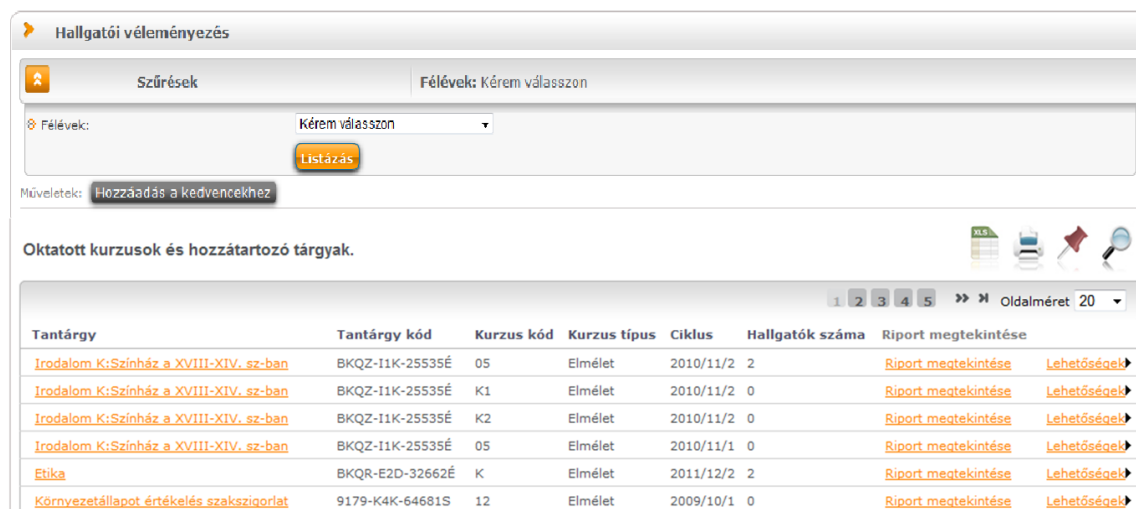 Hallgatói véleményezés
Szűrések Félévek: Kérem válasszon
Félévek: Kérem válasszon
Listázás
Műveletek: Hozzáadás a kedvencekhez
Oktatott kurzusok és hozzátartozó tárgyak.
XLS
1 2 3 4 5 Oldalméret 20
Tantárgy Tantárgy kód Kurzus kód Kurzus típus Ciklus Hallgatók száma Riport megtekintése
Irodalom K:Színház a XVIII-XIV. sz-ban BKQZ-I1K-25535É 05 Elmélet 2010/11/2 2 Riport megtekintése Lehetőségek
Irodalom K:Színház a XVIII-XIV. sz-ban BKQZ-I1K-25535É K1 Elmélet 2010/11/2 0 Riport megtekintése Lehetőségek
Irodalom K:Színház a XVIII-XIV. sz-ban BKQZ-I1K-25535É K2 Elmélet 2010/11/2 0 Riport megtekintése Lehetőségek
Irodalom K:Színház a XVIII-XIV. sz-ban BKQZ-I1K-25535É 05 Elmélet 2010/11/1 0 Riport megtekintése Lehetőségek
Etika BKQR-E2D-32662É K Elmélet 2011/12/2 2 Riport megtekintése Lehetőségek
Környezetállapot értékelés szakszigorlat 9179-K4K-64681S 12 Elmélet 2009/10/1 0 Riport megtekintése Lehetőségek